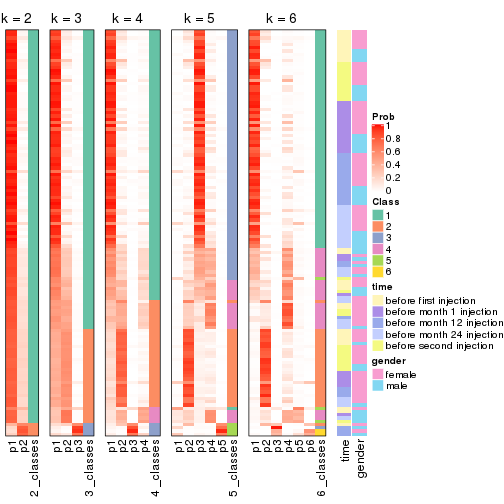 k = 2 k = 3 k = 4 k = 5 k = 6
Prob
1
0.8
0.6
0.4
0.2
0
Class
1
2
3
4
5
6
time
before first injection
before month 1 injection
before month 12 injection
before month 24 injection
before second injection
gender
female
male
p1 p2 2_classes p1 p2 p3 3_classes p1 p2 p3 p4 4_classes p1 p2 p3 p4 p5 5_classes p1 p2 p3 p4 p5 p6 6_classes time gender